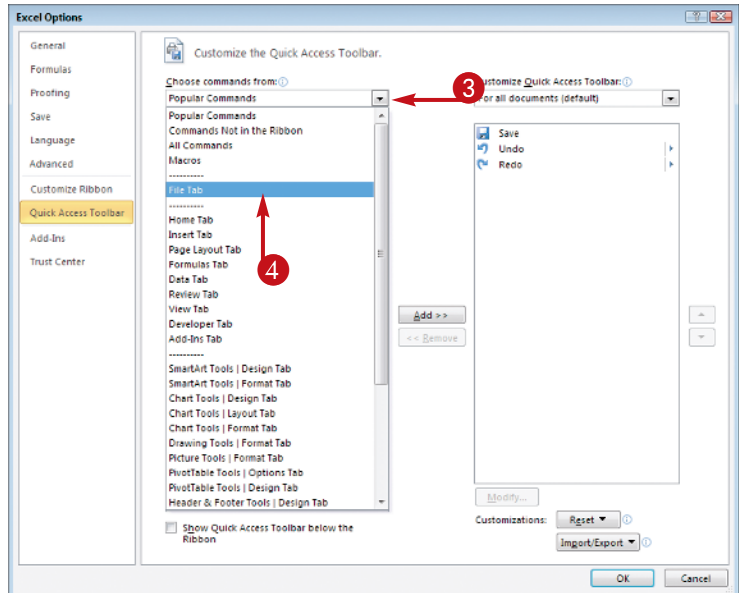 Excel Options
General
Formulas
Proofing
Save
Language
Advanced
Customize Ribbon
Quick Access Toolbar
Add-Ins
Trust Center
Customize the Quick Access Toolbar.
Choose commands from:
Popular Commands
3
Popular Commands
Commands Not in the Ribbon
All Commands
Macros
----------
File Tab
----------
4
Home Tab
Insert Tab
Page Layout Tab
Formulas Tab
Data Tab
Review Tab
View Tab
Developer Tab
Add-Ins Tab
----------
SmartArt Tools | Design Tab
SmartArt Tools | Format Tab
Chart Tools | Design Tab
Chart Tools | Layout Tab
Chart Tools | Format Tab
Drawing Tools | Format Tab
Picture Tools | Format Tab
PivotTable Tools | Options Tab
PivotTable Tools | Design Tab
Header & Footer Tools | Design Tab
Show Quick Access Toolbar below the
Ribbon
Add >>
<< Remove
ustomize Quick Access Toolbar:
For all documents (default)
Save
Undo
Redo
Modify...
Customizations: Reset
Import/Export
OK
Cancel